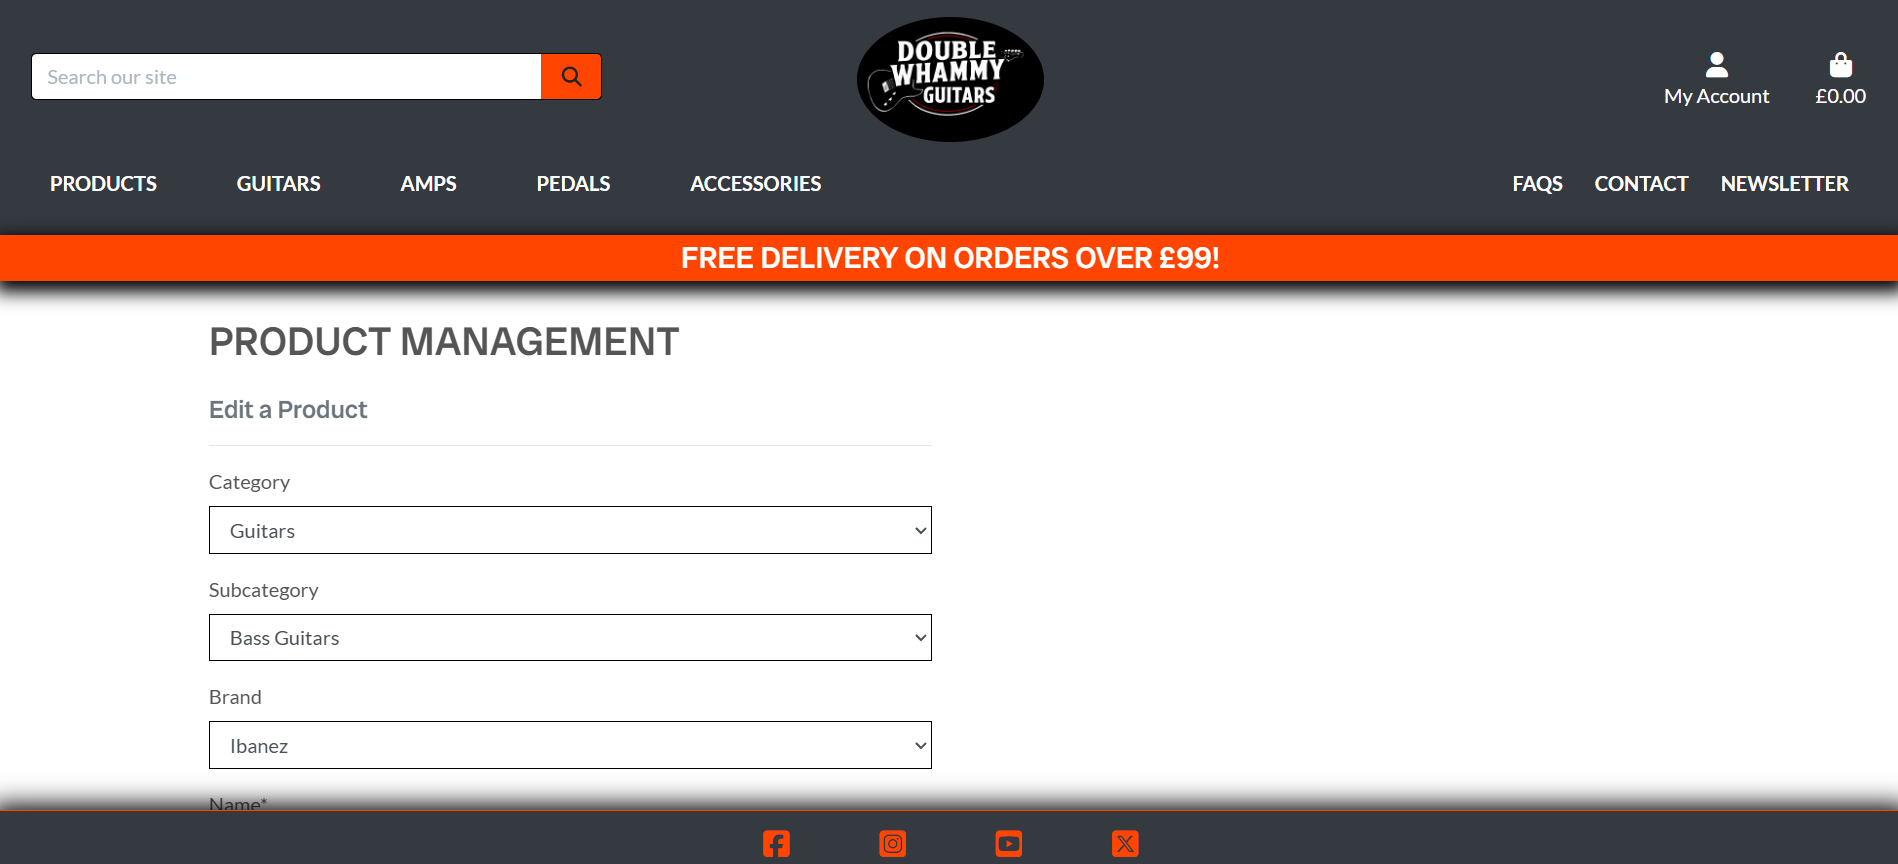 Search our site
DOUBLE
WHAMMY
GUITARS
My Account
£0.00
PRODUCTS
GUITARS
AMPS
PEDALS
ACCESSORIES
FAQS
CONTACT
NEWSLETTER
FREE DELIVERY ON ORDERS OVER £99!
PRODUCT MANAGEMENT
Edit a Product
Category
Guitars
Subcategory
Bass Guitars
Brand
Ibanez
Name*